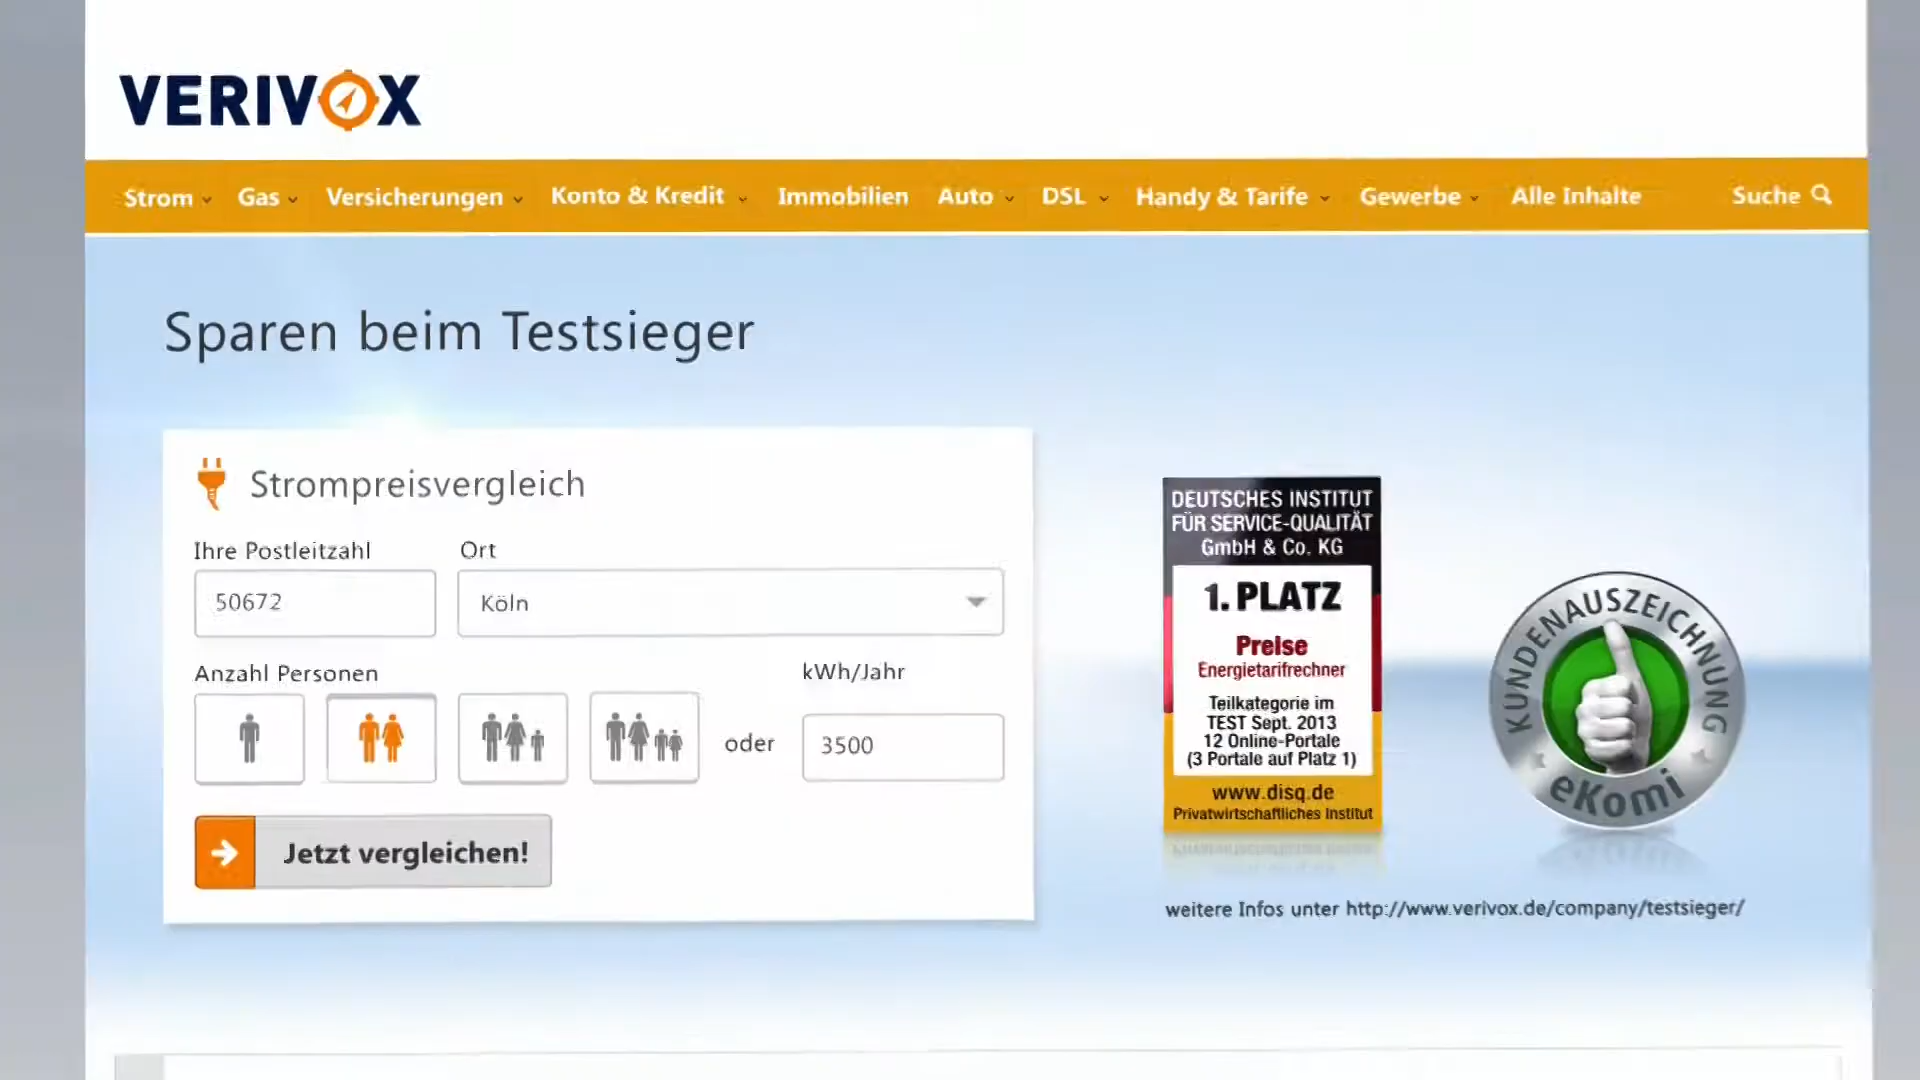 VERIVOX
Strom Gas Versicherungen Konto & Kredit Immobilien Auto DSL Handy & Tarife Gewerbe Alle Inhalte Suche
Sparen beim Testsieger
Strompreisvergleich
Ihre Postleitzahl Ort
50672 Köln
Anzahl Personen kWh/Jahr
oder 3500
Jetzt vergleichen!
DEUTSCHES INSTITUT
FÜR SERVICE-QUALITÄT
GmbH & Co. KG
1. PLATZ
Preise
Energietarifrechner
Teilkategorie im
TEST Sept. 2013
12 Online-Portale
(3 Portale auf Platz 1)
www.disq.de
Privatwirtschaftliches Institut
KUNDENAUSZEICHNUNG
eKomi
weitere Infos unter http://www.verivox.de/company/testsieger/